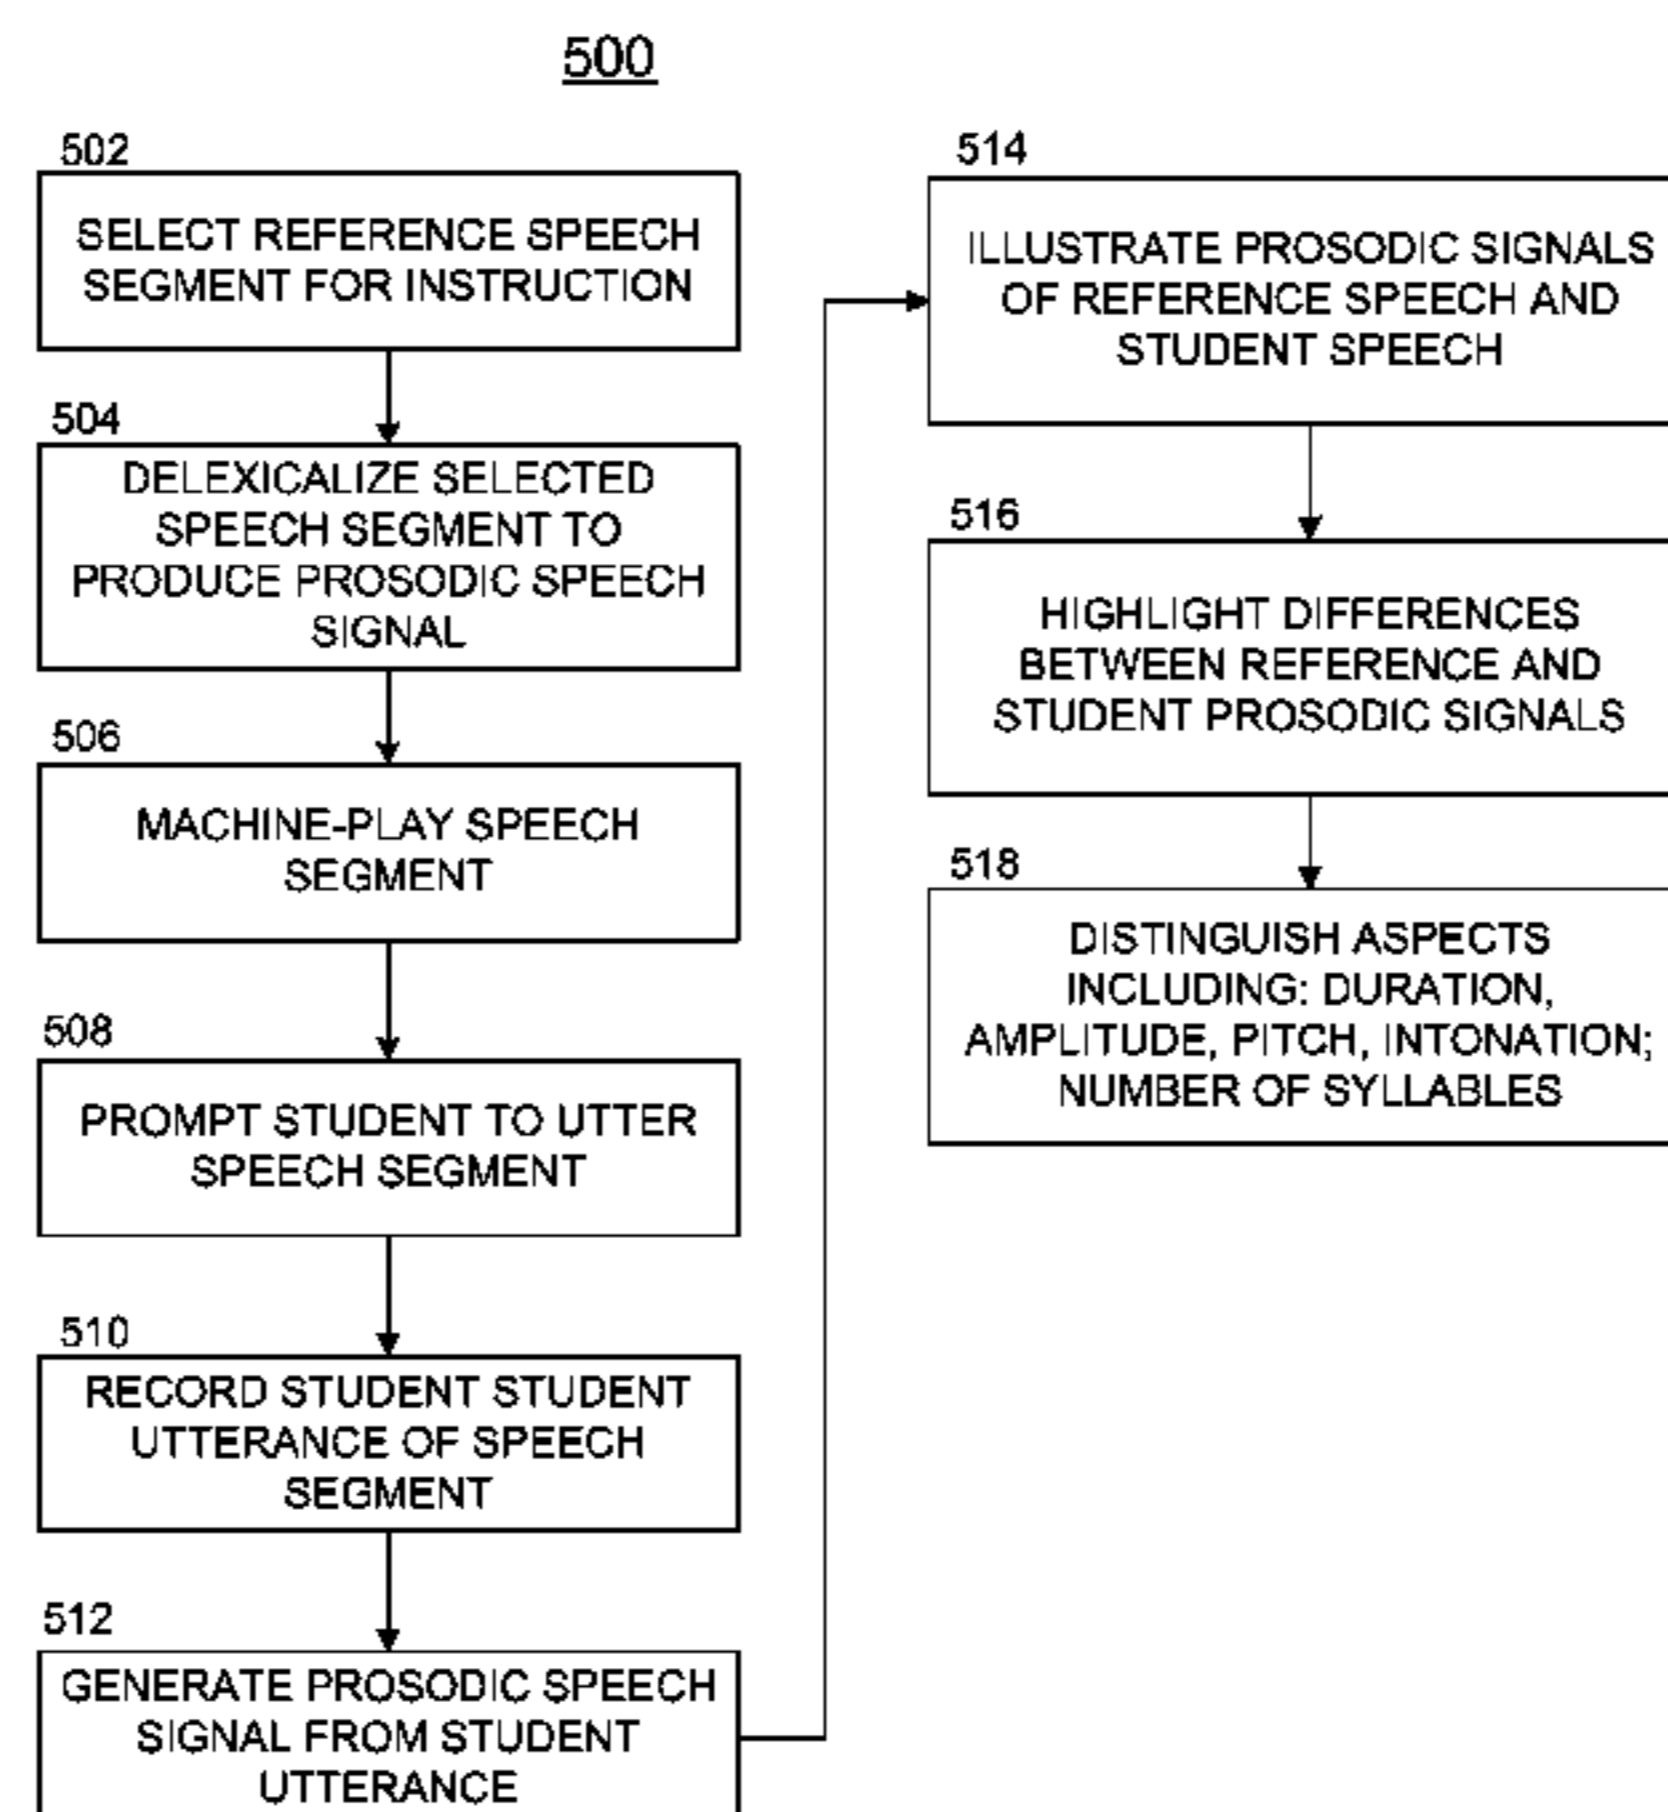 500
502
SELECT REFERENCE SPEECH
SEGMENT FOR INSTRUCTION
504
DELEXICALIZE SELECTED
SPEECH SEGMENT TO
PRODUCE PROSODIC SPEECH
SIGNAL
506
MACHINE-PLAY SPEECH
SEGMENT
508
PROMPT STUDENT TO UTTER
SPEECH SEGMENT
510
RECORD STUDENT STUDENT
UTTERANCE OF SPEECH
SEGMENT
512
GENERATE PROSODIC SPEECH
SIGNAL FROM STUDENT
UTTERANCE
514
ILLUSTRATE PROSODIC SIGNALS
OF REFERENCE SPEECH AND
STUDENT SPEECH
516
HIGHLIGHT DIFFERENCES
BETWEEN REFERENCE AND
STUDENT PROSODIC SIGNALS
518
DISTINGUISH ASPECTS
INCLUDING: DURATION,
AMPLITUDE, PITCH, INTONATION;
NUMBER OF SYLLABLES